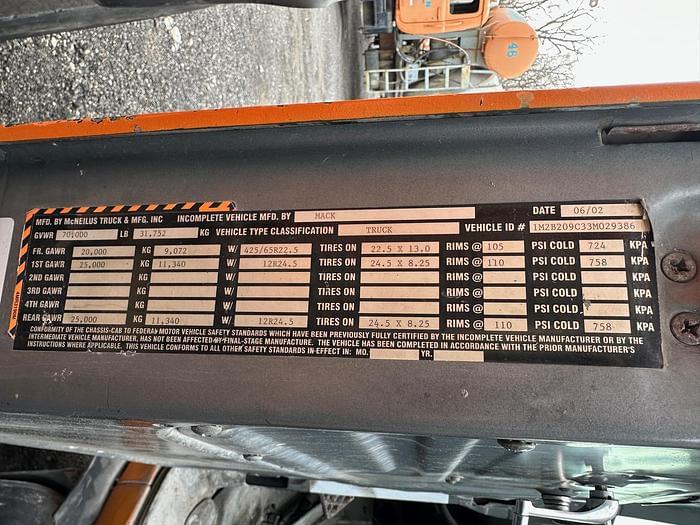 MFD. BY McNEILUS TRUCK & MFG. INC INCOMPLETE VEHICLE MFD. BY MACK DATE 06/02
GVWR 70,000 LB 31,752 KG VEHICLE TYPE CLASSIFICATION TRUCK VEHICLE ID # 1M2B209C33M029386
FR. GAWR 20,000 KG 9,072 W/ 425/65R22.5 TIRES ON 22.5 X 13.0 RIMS @ 105 PSI COLD 724 KPA
1ST GAWR 25,000 KG 11,340 W/ 12R24.5 TIRES ON 24.5 X 8.25 RIMS @ 110 PSI COLD 758 KPA
2ND GAWR KG W/ TIRES ON RIMS @ PSI COLD KPA
3RD GAWR KG W/ TIRES ON RIMS @ PSI COLD KPA
4TH GAWR KG W/ TIRES ON RIMS @ PSI COLD KPA
REAR GAWR 25,000 KG 11,340 W/ 12R24.5 TIRES ON 24.5 X 8.25 RIMS @ 110 PSI COLD 758 KPA
CONFORMITY OF THE CHASSIS-CAB TO FEDERAL MOTOR VEHICLE SAFETY STANDARDS WHICH HAVE BEEN PREVIOUSLY FULLY CERTIFIED BY THE INCOMPLETE VEHICLE MANUFACTURER OR BY THE
INTERMEDIATE VEHICLE MANUFACTURER, HAS NOT BEEN AFFECTED BY FINAL-STAGE MANUFACTURE. THE VEHICLE HAS BEEN COMPLETED IN ACCORDANCE WITH THE PRIOR MANUFACTURER'S
INSTRUCTIONS WHERE APPLICABLE. THIS VEHICLE CONFORMS TO ALL OTHER SAFETY STANDARDS IN EFFECT IN: MO. YR.
46